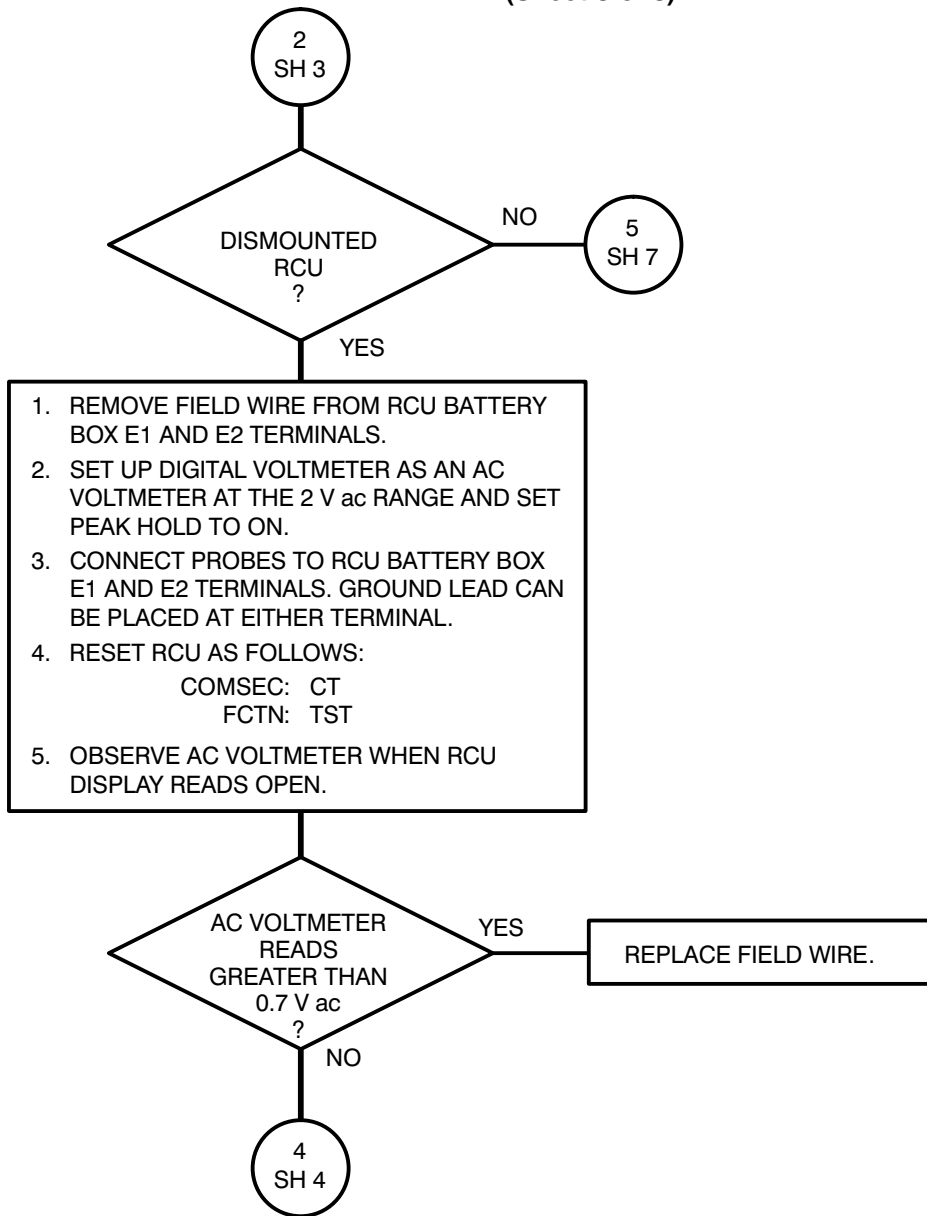 2
SH 3
DISMOUNTED
RCU
?
NO
5
SH 7
YES
1. REMOVE FIELD WIRE FROM RCU BATTERY
BOX E1 AND E2 TERMINALS.
2. SET UP DIGITAL VOLTMETER AS AN AC
VOLTMETER AT THE 2 V ac RANGE AND SET
PEAK HOLD TO ON.
3. CONNECT PROBES TO RCU BATTERY BOX
E1 AND E2 TERMINALS. GROUND LEAD CAN
BE PLACED AT EITHER TERMINAL.
4. RESET RCU AS FOLLOWS:
COMSEC: CT
FCTN: TST
5. OBSERVE AC VOLTMETER WHEN RCU
DISPLAY READS OPEN.
AC VOLTMETER
READS
GREATER THAN
0.7 V ac
?
YES
REPLACE FIELD WIRE.
NO
4
SH 4